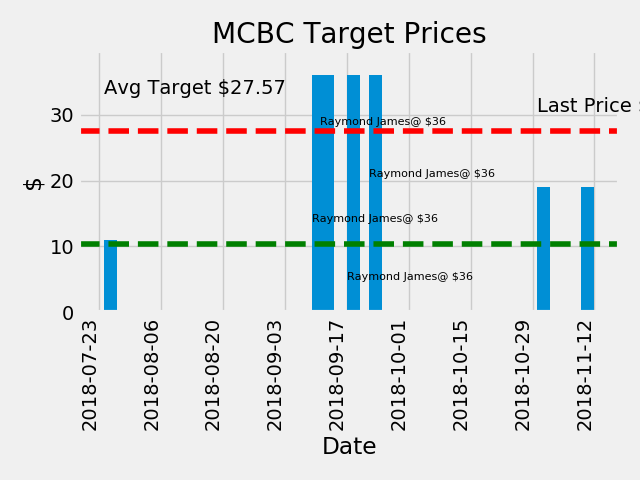 MCBC Target Prices
Avg Target $27.57
Last Price
Raymond James@ $36
Raymond James@ $36
Raymond James@ $36
Raymond James@ $36
$
30
20
10
0
2018-07-23
2018-08-06
2018-08-20
2018-09-03
2018-09-17
2018-10-01
2018-10-15
2018-10-29
2018-11-12
Date